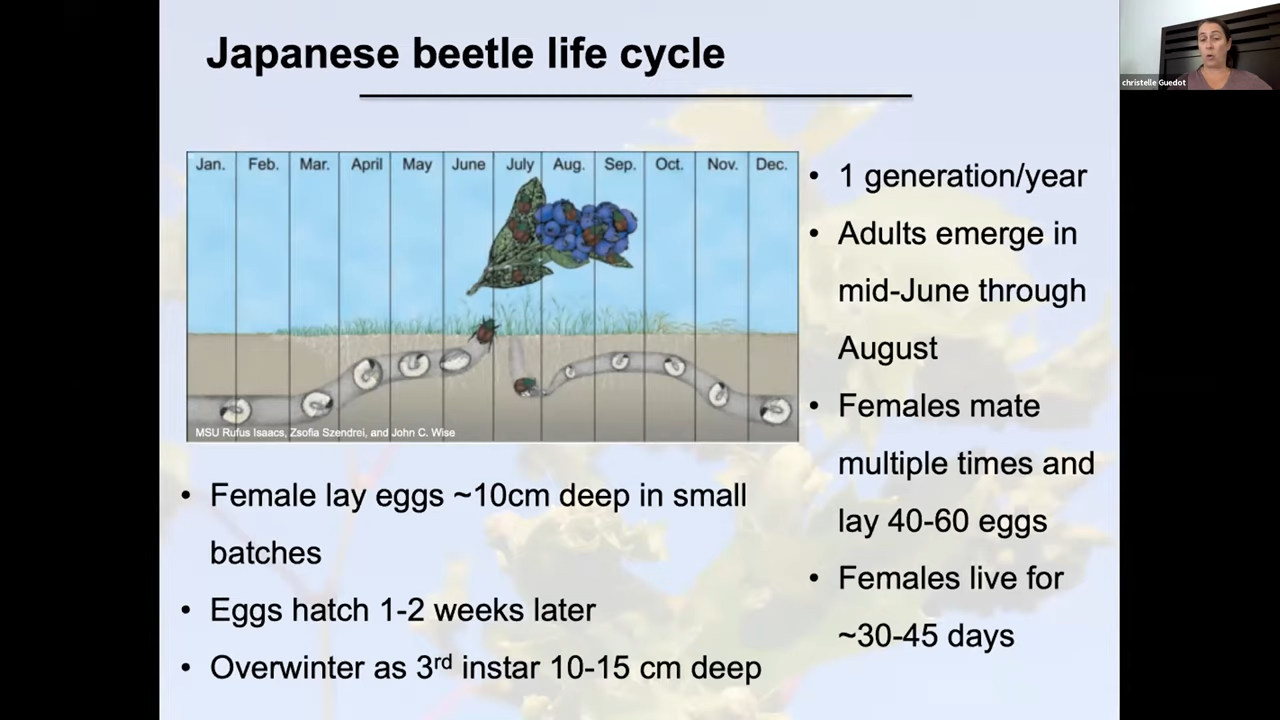 Japanese beetle life cycle
christelle Guedot
Jan. Feb. Mar. April May June July Aug. Sep. Oct. Nov. Dec.
MSU Rufus Isaacs, Zsofia Szendrei, and John C. Wise
• 1 generation/year
• Adults emerge in
mid-June through
August
• Females mate
multiple times and
lay 40-60 eggs
• Females live for
~30-45 days
• Female lay eggs ~10cm deep in small
batches
• Eggs hatch 1-2 weeks later
• Overwinter as 3rd instar 10-15 cm deep